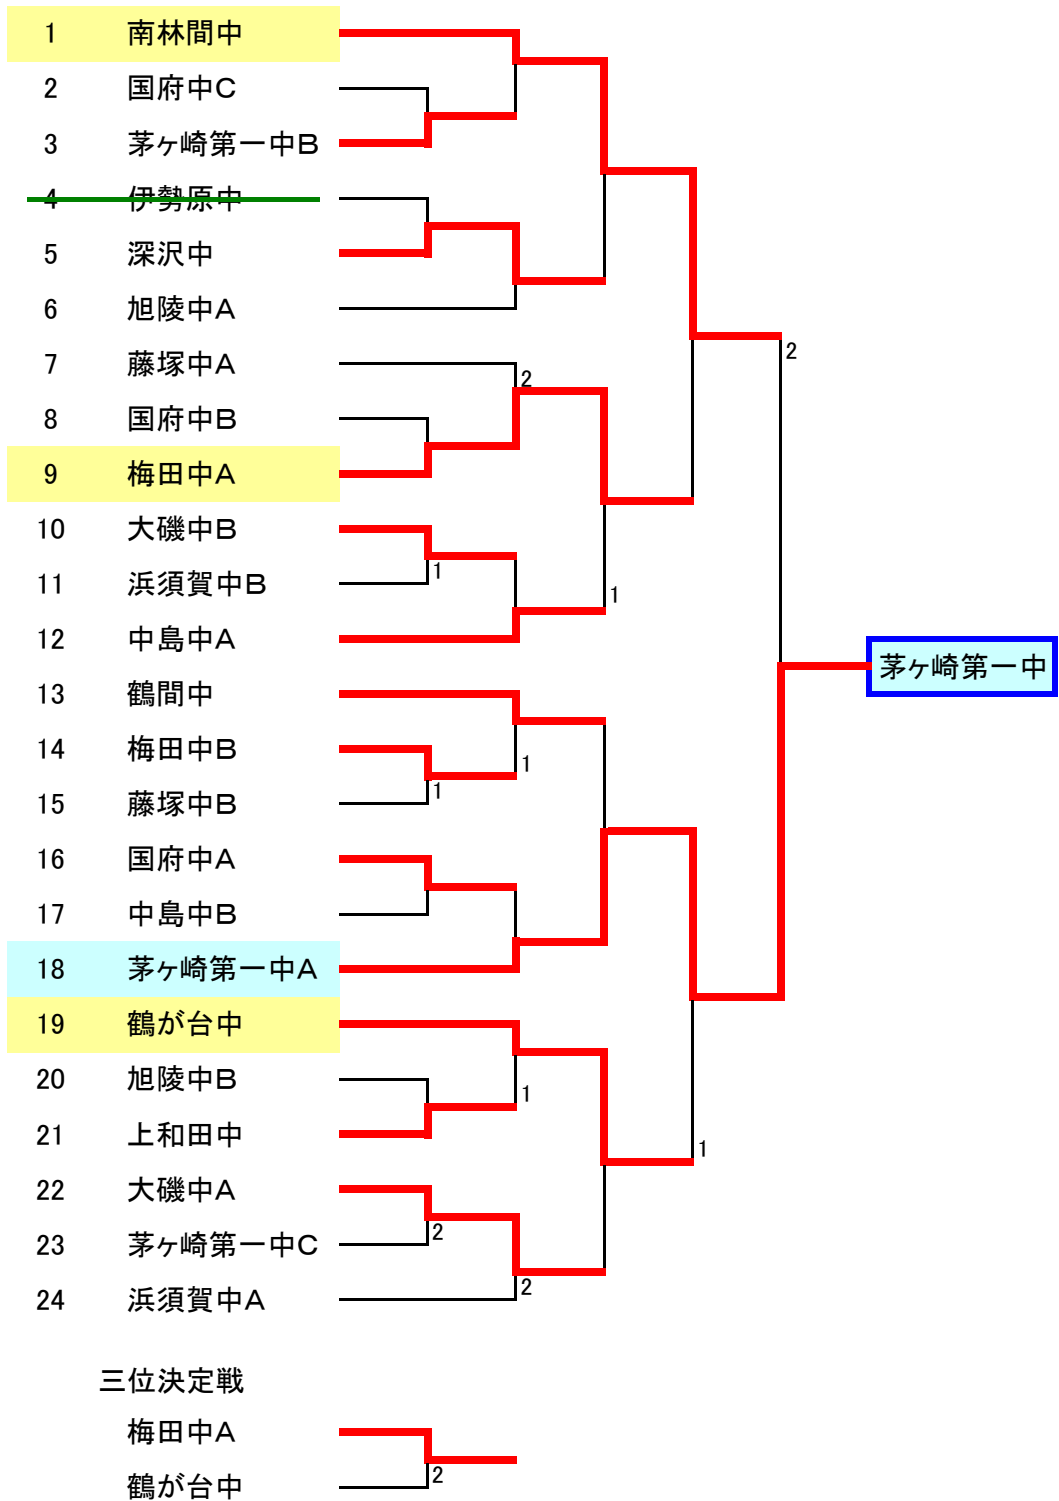 1 南林間中
2 国府中C
3 茅ヶ崎第一中B
4 伊勢原中
5 深沢中
6 旭陵中A
2
7 藤塚中A
2
8 国府中B
9 梅田中A
10 大磯中B
1
11 浜須賀中B
1
12 中島中A
茅ヶ崎第一中
13 鶴間中
14 梅田中B
1
1
15 藤塚中B
16 国府中A
17 中島中B
18 茅ヶ崎第一中A
19 鶴が台中
20 旭陵中B
1
21 上和田中
1
22 大磯中A
2
23 茅ヶ崎第一中C
2
24 浜須賀中A
三位決定戦
梅田中A
2
鶴が台中